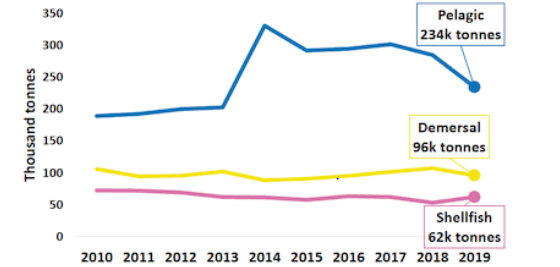 350
Pelagic
234k tonnes
300
250
200
150
100
50
0
Thousand tonnes
Demersal
96k tonnes
Shellfish
62k tonnes
2010 2011 2012 2013 2014 2015 2016 2017 2018 2019